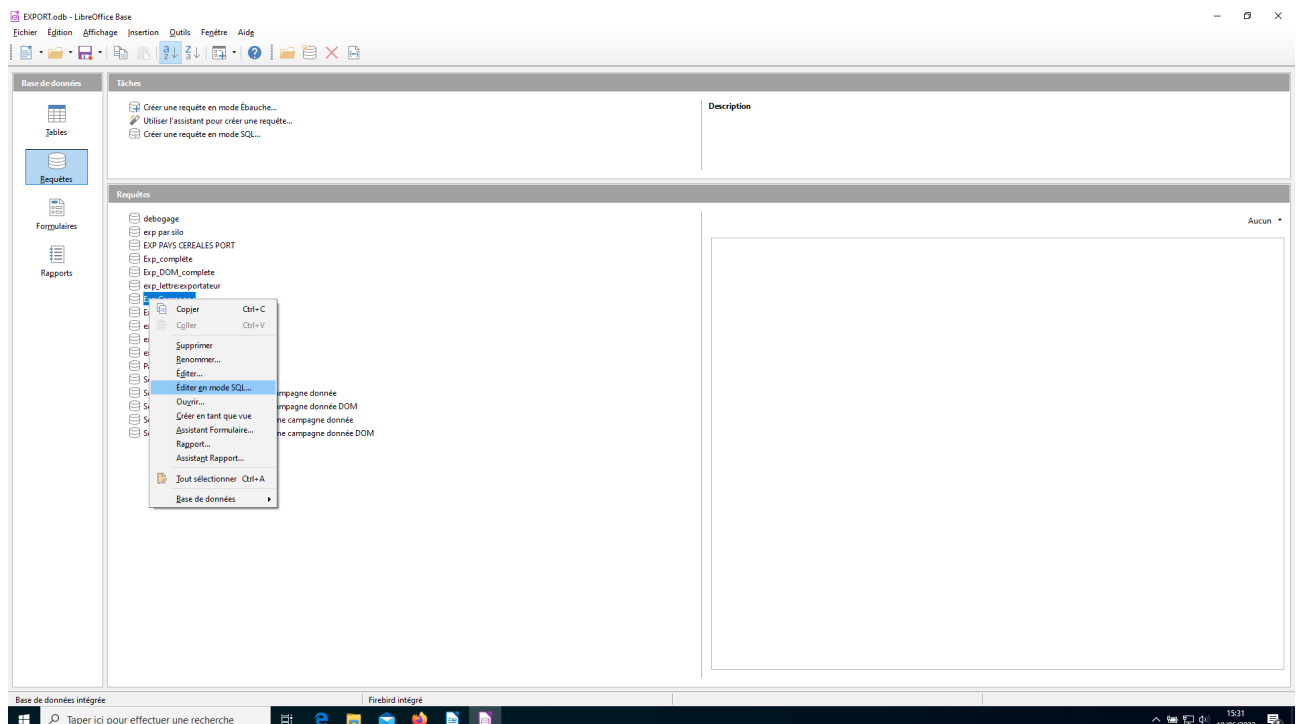 EXPORT.odb - LibreOffice Base
Fichier Édition Affichage Insertion Outils Fenêtre Aide
Base de données
Tables
Requêtes
Formulaires
Rapports
Tâches
Créer une requête en mode Ébauche...
Utiliser l'assistant pour créer une requête...
Créer une requête en mode SQL...
Description
Requêtes
debogage
exp par silo
EXP PAYS CEREALES PORT
Exp_complète
Exp_DOM_complete
exp_lettre:exportateur
Aucun
Copier Ctrl+C
Coller Ctrl+V
Supprimer
Renommer...
Éditer...
Éditer en mode SQL...
Ouvrir...
Créer en tant que vue
Assistant Formulaire...
Rapport...
Assistant Rapport...
Tout sélectionner Ctrl+A
Base de données
mpagne donnée
mpagne donnée DOM
ne campagne donnée
ne campagne donnée DOM
Base de données intégrée Firebird intégré
Taper ici pour effectuer une recherche
15:31